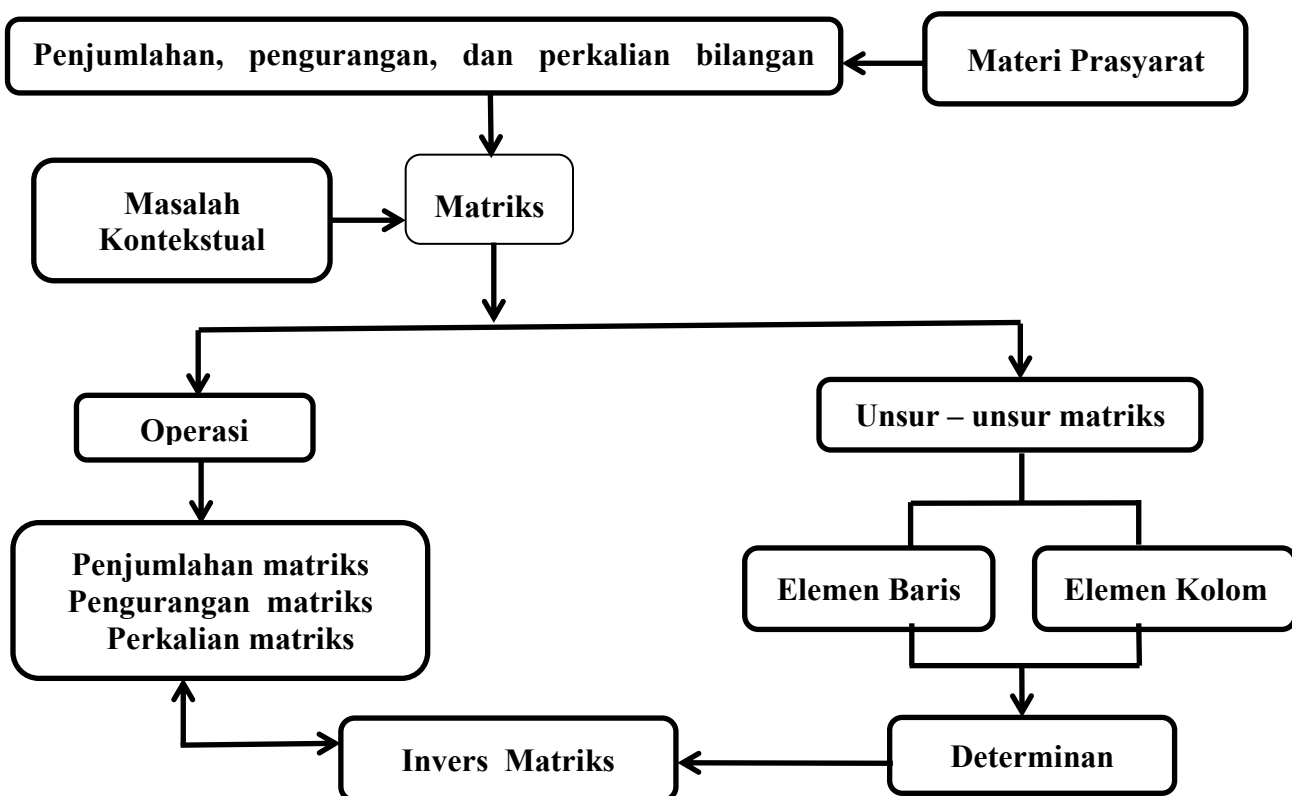 Penjumlahan, pengurangan, dan perkalian bilangan
Materi Prasyarat
Masalah
Kontekstual
Matriks
Operasi
Unsur – unsur matriks
Penjumlahan matriks
Pengurangan matriks
Perkalian matriks
Elemen Baris
Elemen Kolom
Invers Matriks
Determinan